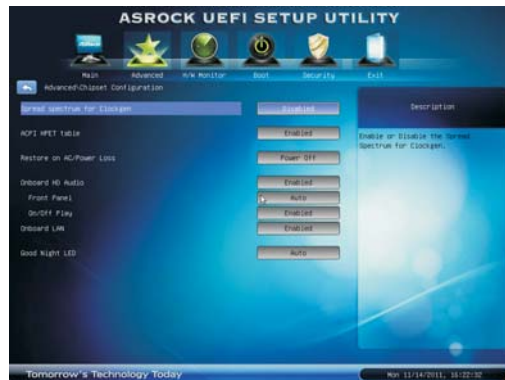 ASROCK UEFI SETUP UTILITY
Main Advanced H/W Monitor Boot Security Exit
Advanced\Chipset Configuration
Spread spectrum for Clockgen Disabled
ACPI HPET table Enabled
Restore on AC/Power Loss Power Off
Onboard HD Audio Enabled
Front Panel Auto
On/Off Play Enabled
Onboard LAN Enabled
Good Night LED Auto
Description
Enable or Disable the Spread
Spectrum for Clockgen.
Tomorrow's Technology Today
Mon 11/14/2011, 16:22:32